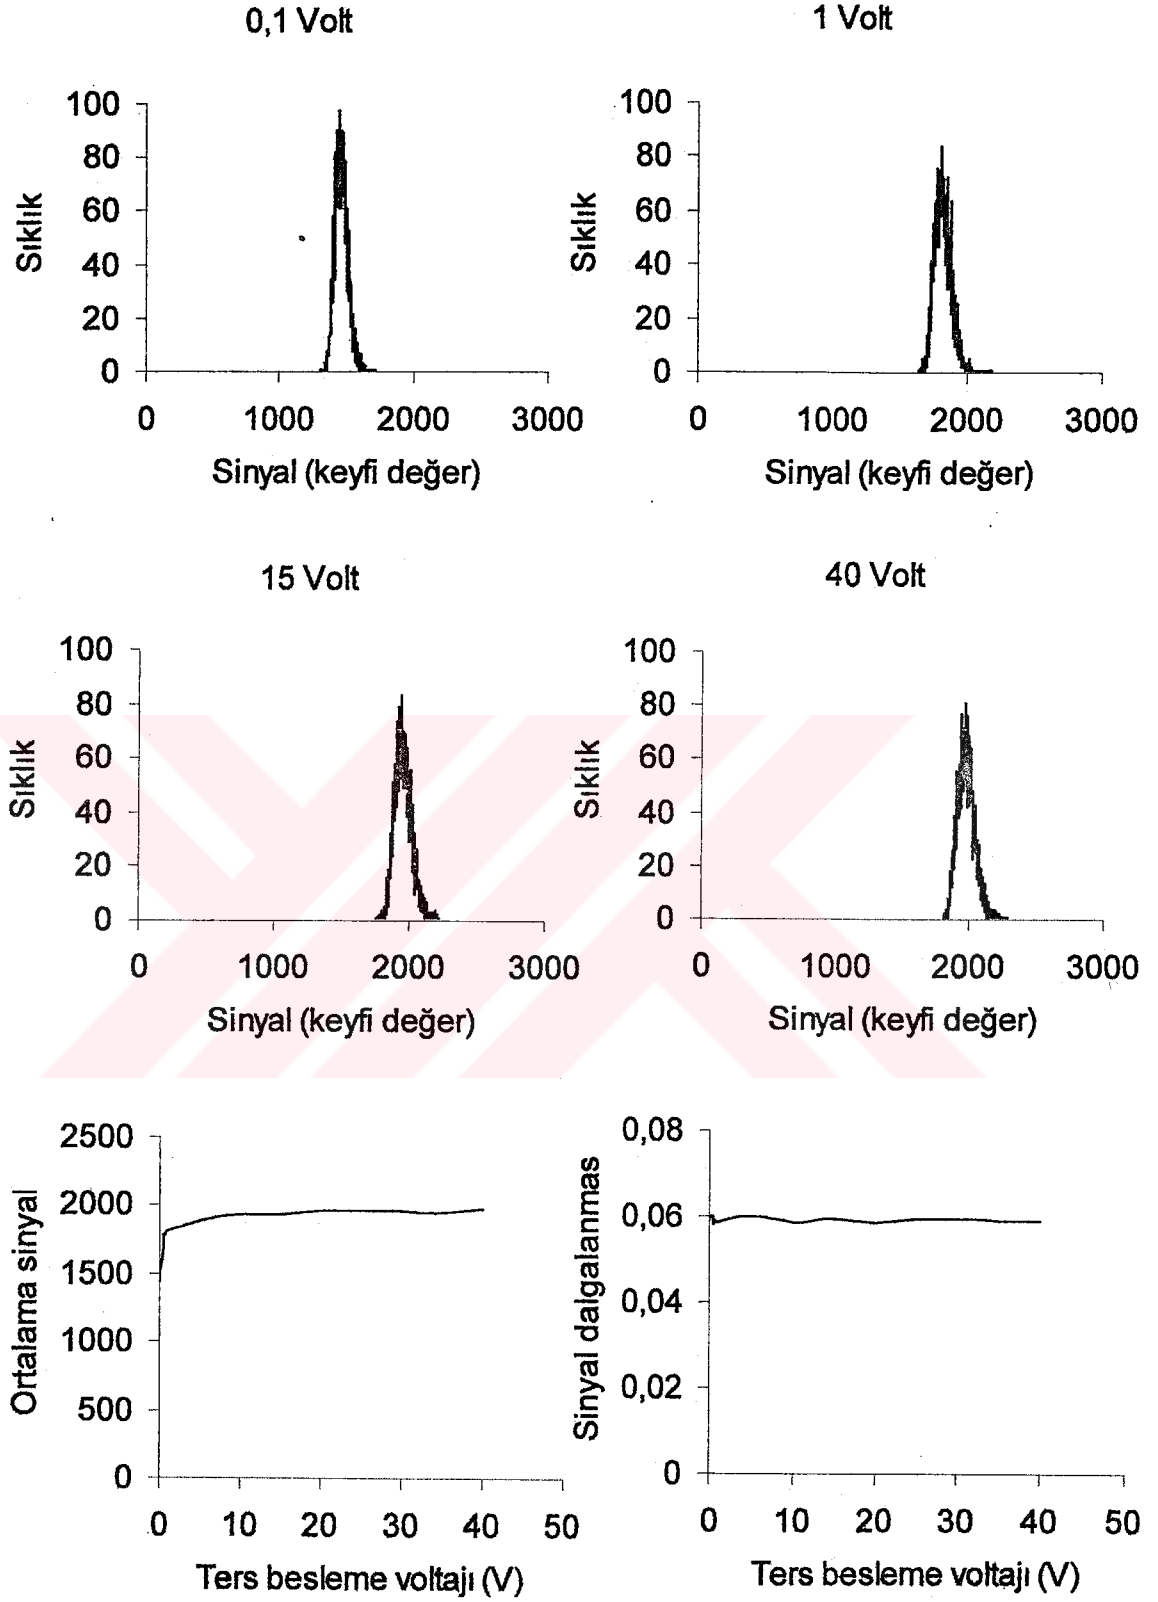 0,1 Volt
1 Volt
100
80
60
40
20
0
Sıklık
0 1000 2000 3000
Sinyal (keyfi değer)
100
80
60
40
20
0
Sıklık
0 1000 2000 3000
Sinyal (keyfi değer)
15 Volt
40 Volt
100
80
60
40
20
0
Sıklık
0 1000 2000 3000
Sinyal (keyfi değer)
100
80
60
40
20
0
Sıklık
0 1000 2000 3000
Sinyal (keyfi değer)
2500
2000
1500
1000
500
0
Ortalama sinyal
0 10 20 30 40 50
Ters besleme voltajı (V)
0,08
0,06
0,04
0,02
0
Sinyal dalgalanmas
0 10 20 30 40 50
Ters besleme voltajı (V)